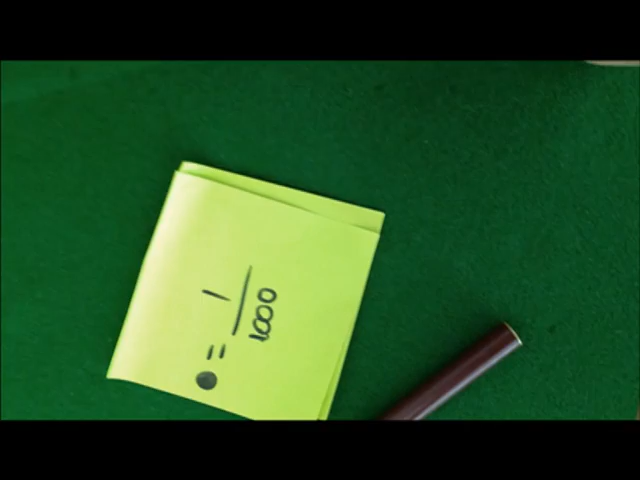 ● = 1/1000